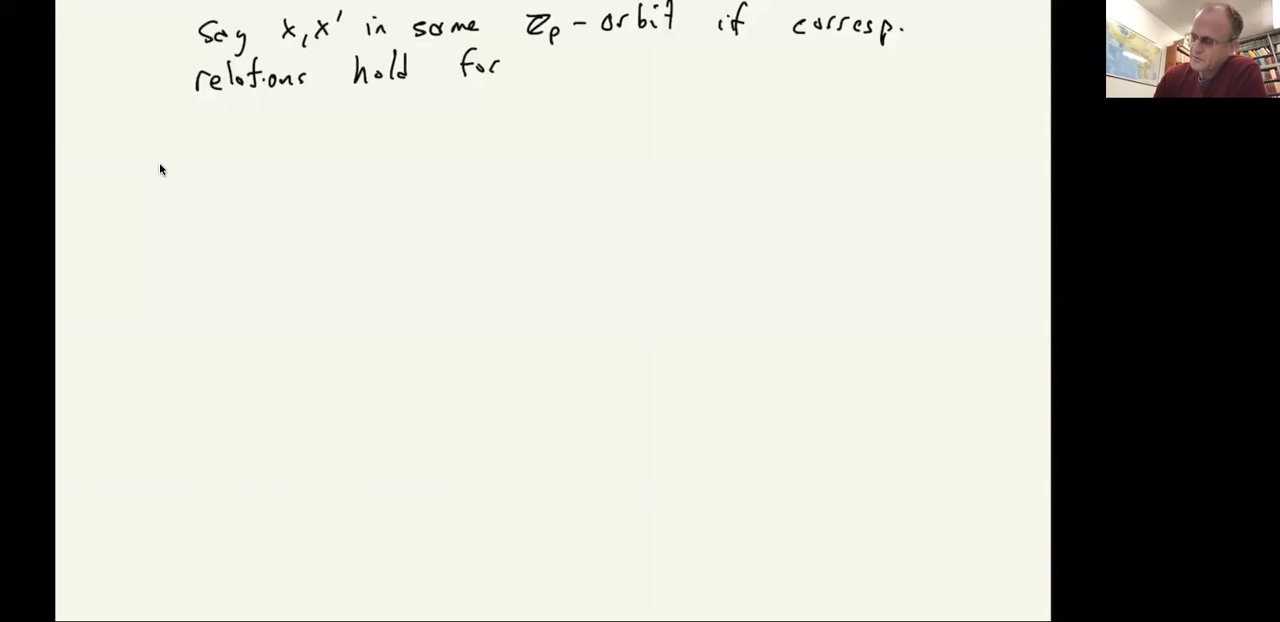 Say x, x' in same ℤp - orbit if corresp.
relations hold for